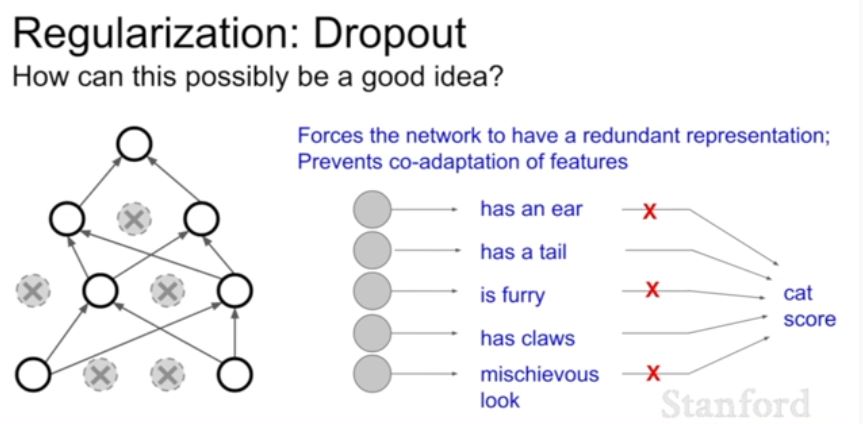 Regularization: Dropout
How can this possibly be a good idea?
Forces the network to have a redundant representation;
Prevents co-adaptation of features
has an ear X
has a tail
is furry X
cat
score
has claws
mischievous X
look
Stanford